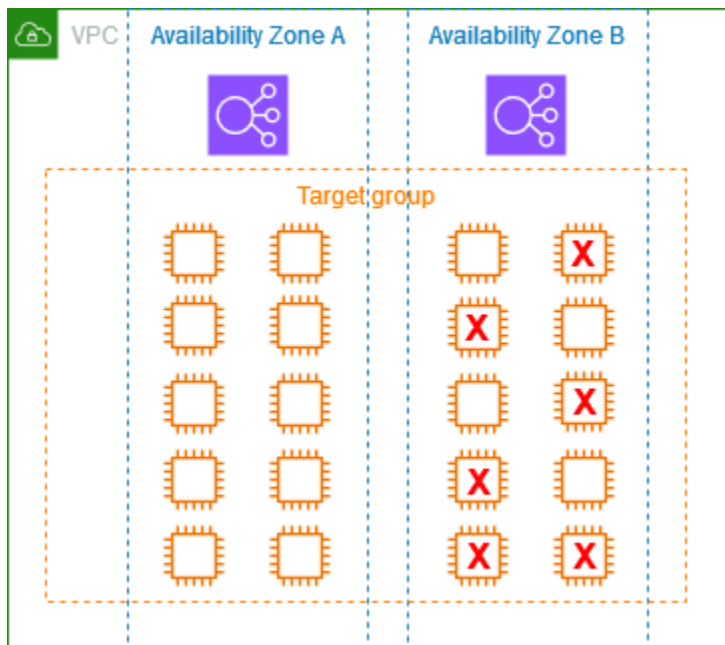 VPC
Availability Zone A
Availability Zone B
Target group
X
X
X
X
X X